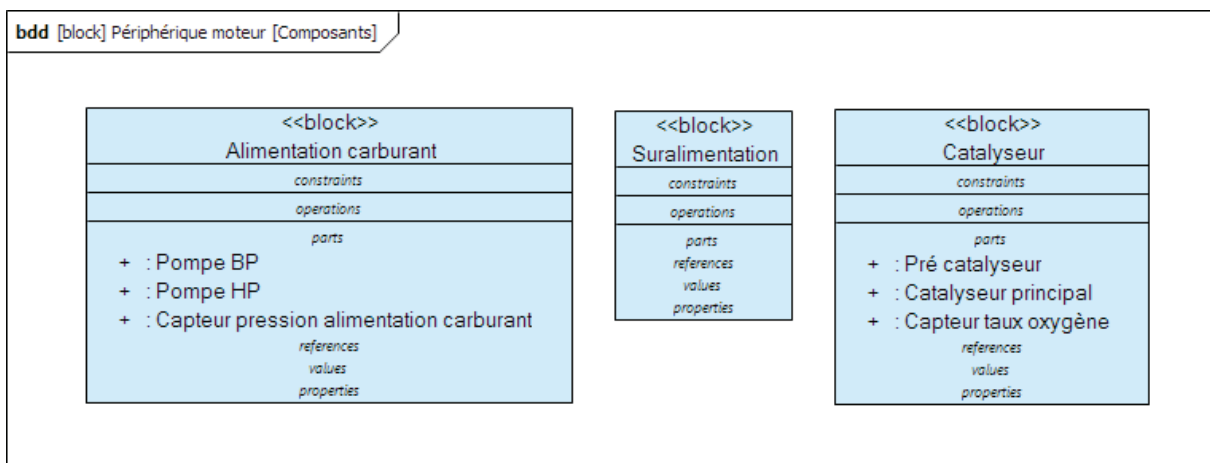 bdd [block] Périphérique moteur [Composants]
<<block>>
Alimentation carburant
constraints
operations
parts
+ : Pompe BP
+ : Pompe HP
+ : Capteur pression alimentation carburant
references
values
properties
<<block>>
Suralimentation
constraints
operations
parts
references
values
properties
<<block>>
Catalyseur
constraints
operations
parts
+ : Pré catalyseur
+ : Catalyseur principal
+ : Capteur taux oxygène
references
values
properties